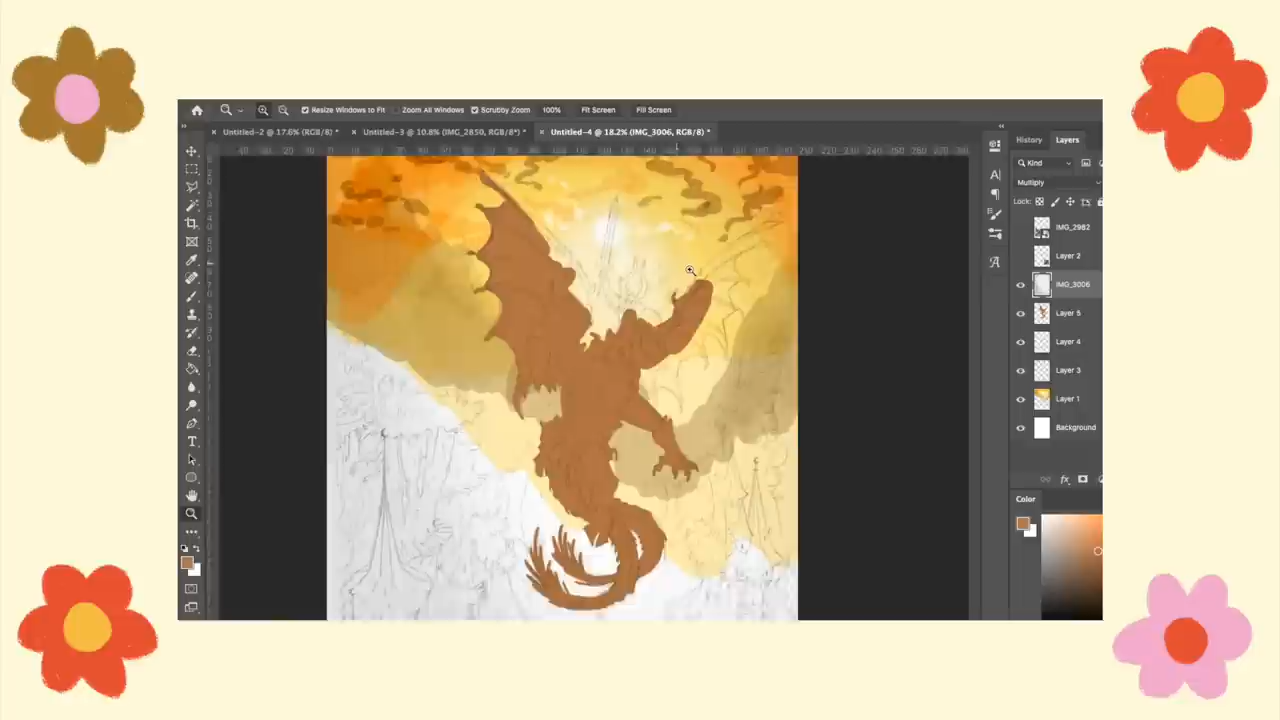 Resize Windows to Fit Zoom All Windows Scrubby Zoom 100% Fit Screen Fill Screen
Untitled-2 @ 17.6% (RGB/8) * Untitled-3 @ 10.8% (IMG_2850, RGB/8*) * Untitled-4 @ 18.2% (IMG_3006, RGB/8) *
History Layers
Kind
Multiply
Lock:
IMG_2982
Layer 2
IMG_3006
Layer 5
Layer 4
Layer 3
Layer 1
Background
fx
Color